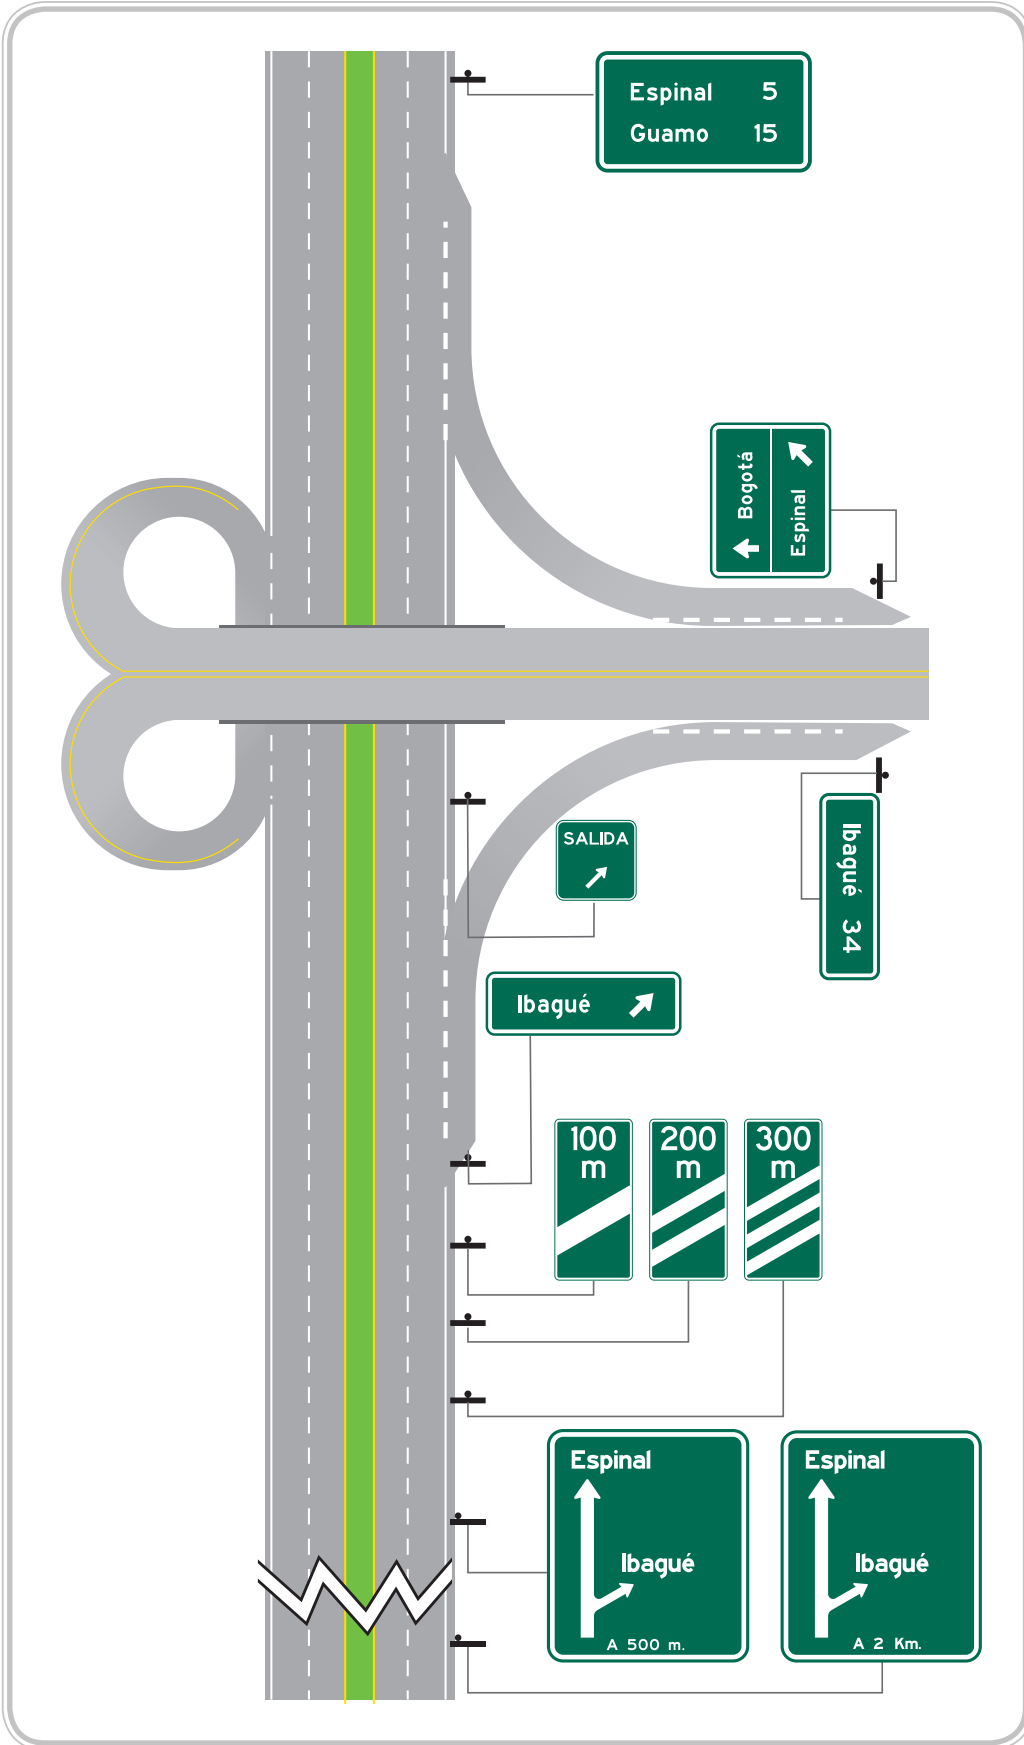 Espinal 5
Guamo 15
Bogotá
Espinal
SALIDA
Ibagué 34
Ibagué
100
m
200
m
300
m
Espinal
Ibagué
A 500 m.
Espinal
Ibagué
A 2 Km.